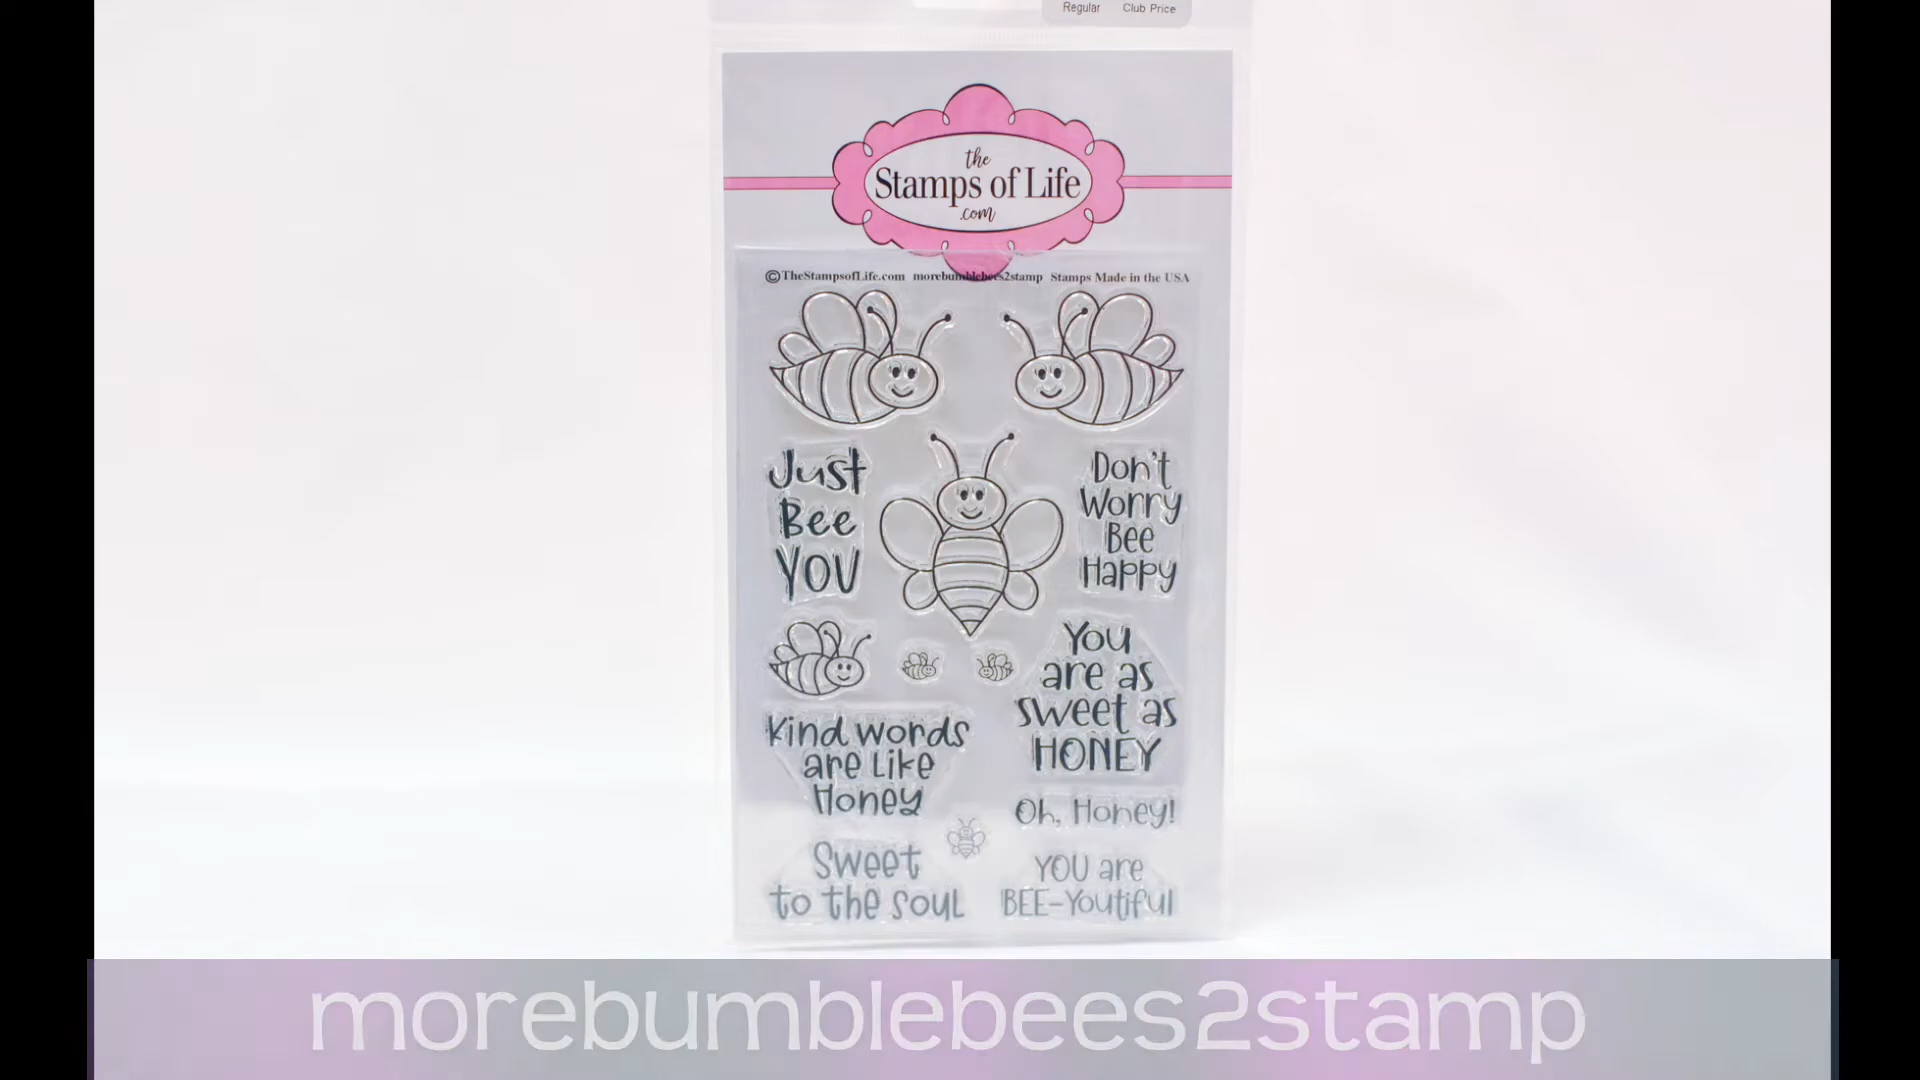 Regular Club Price
the
Stamps of Life
.com
©TheStampsofLife.com morebumblebees2stamp Stamps Made in the USA
Just
Bee
YOU
Don't
Worry
Bee
Happy
You
are as
sweet as
HONEY
Kind words
are like
Honey
Oh, Honey!
Sweet
to the soul
YOU are
BEE-Youtiful
morebumblebees2stamp